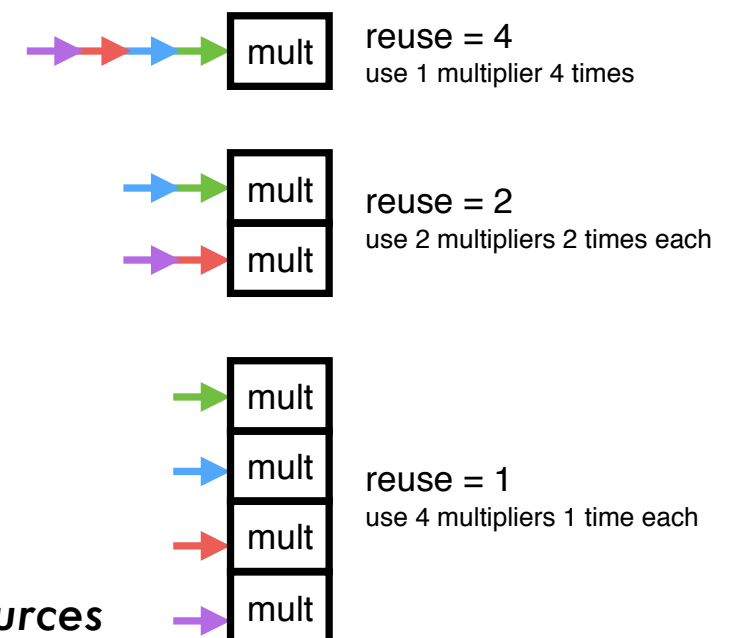 mult
reuse = 4
use 1 multiplier 4 times
mult
mult
reuse = 2
use 2 multipliers 2 times each
mult
mult
mult
mult
reuse = 1
use 4 multipliers 1 time each